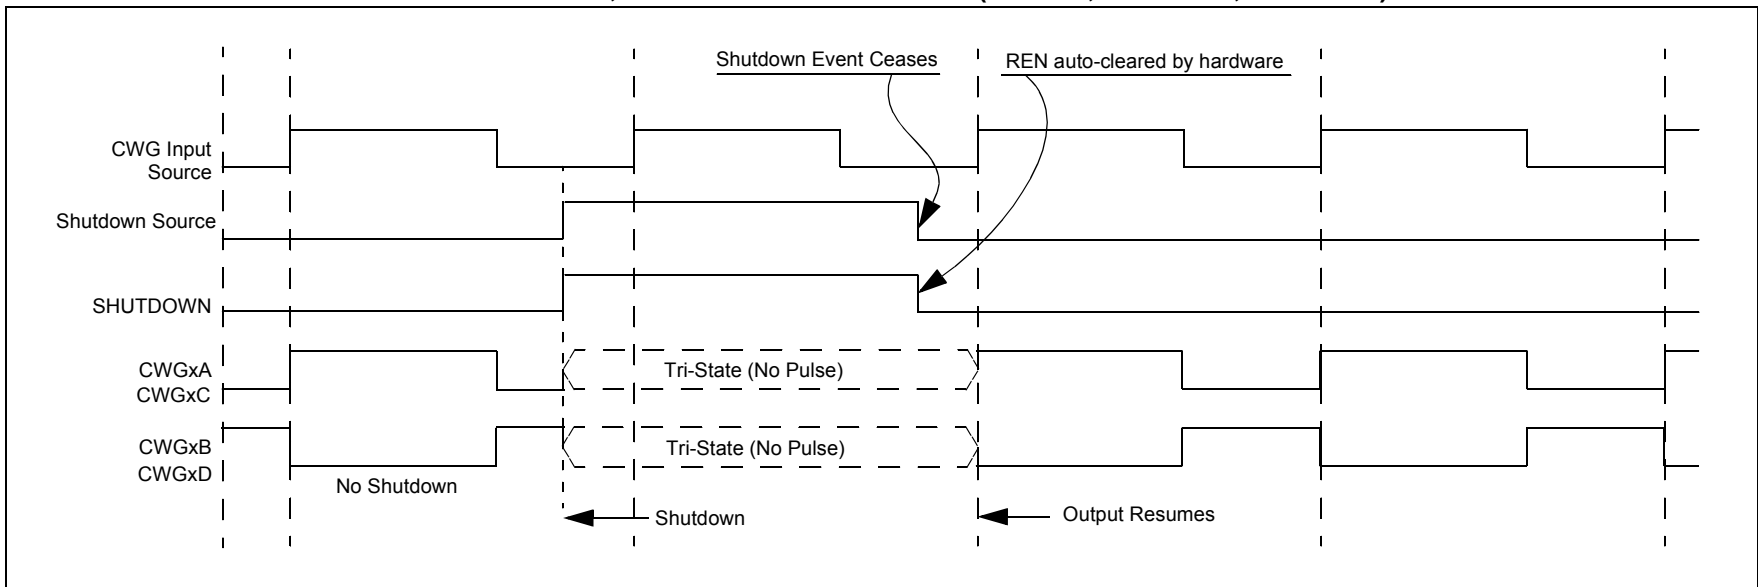 Shutdown Event Ceases
REN auto-cleared by hardware
CWG Input
Source
Shutdown Source
SHUTDOWN
CWGxA
CWGxC
Tri-State (No Pulse)
CWGxB
CWGxD
Tri-State (No Pulse)
No Shutdown
Shutdown
Output Resumes